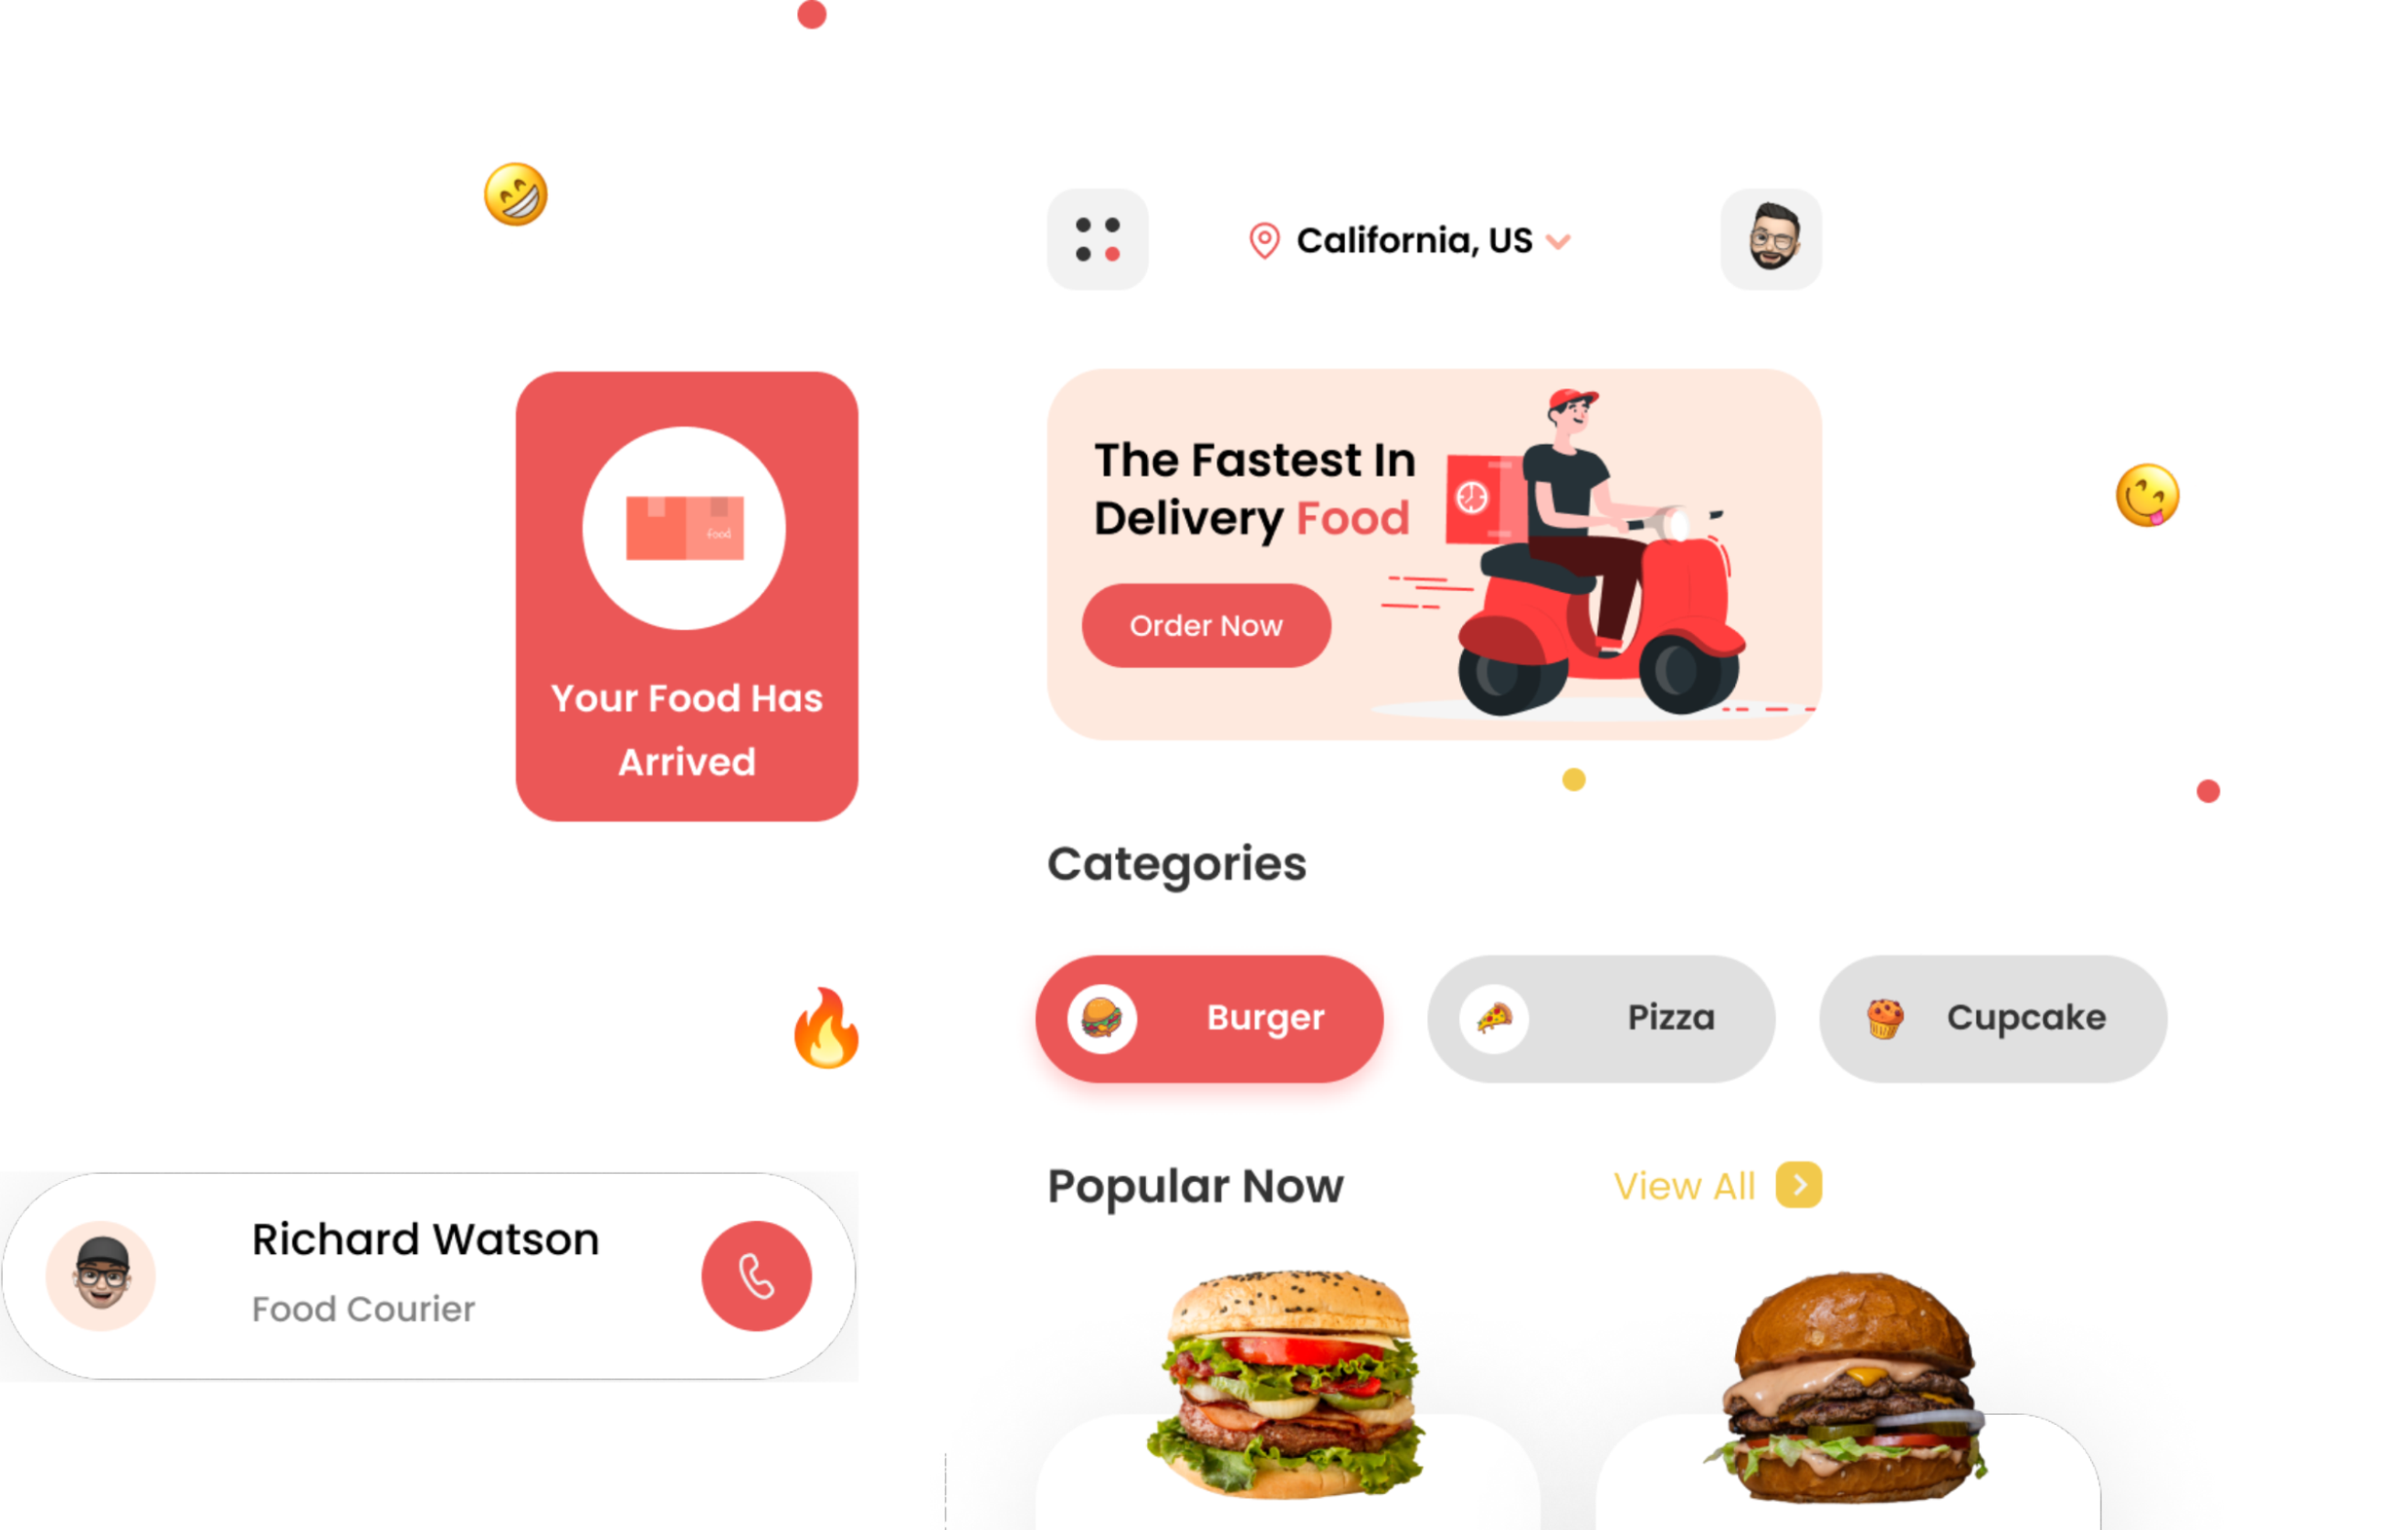 California, US
food
Your Food Has
Arrived
The Fastest In
Delivery Food
Order Now
Categories
Burger
Pizza
Cupcake
Popular Now
View All
Richard Watson
Food Courier